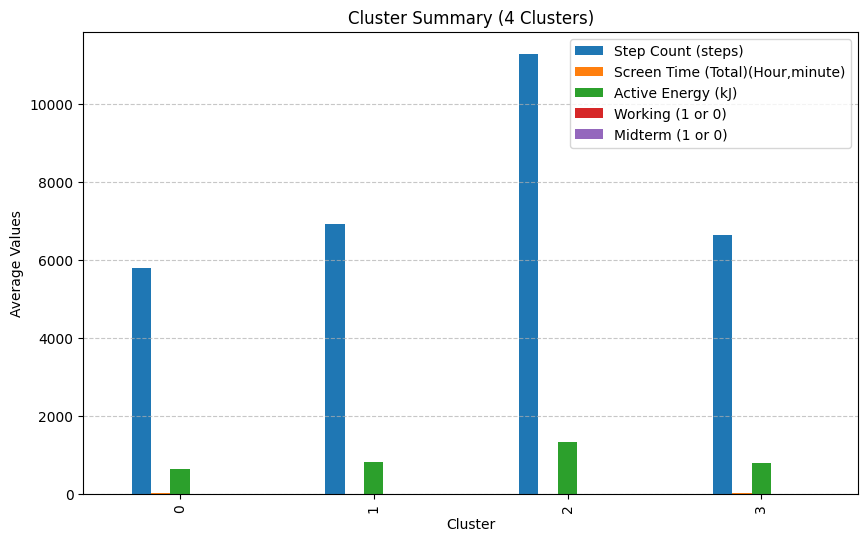 Cluster Summary (4 Clusters)
Step Count (steps)
Screen Time (Total)(Hour,minute)
Active Energy (kJ)
Working (1 or 0)
Midterm (1 or 0)
Average Values
10000
8000
6000
4000
2000
0
0
1
2
3
Cluster